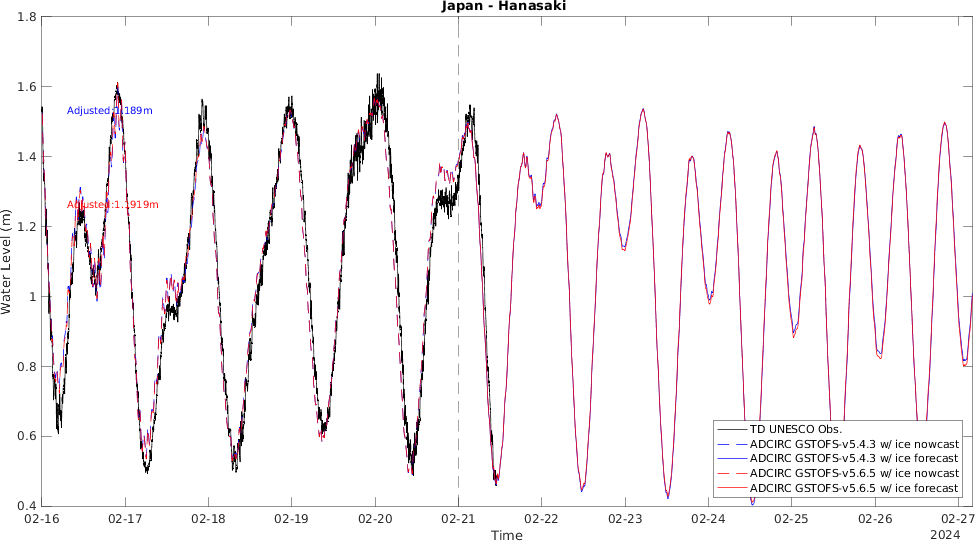 Japan - Hanasaki
1.8
1.6
1.4
1.2
1
0.8
0.6
0.4
Water Level (m)
Adjusted:1.189m
Adjusted:1.1919m
TD UNESCO Obs.
ADCIRC GSTOFS-v5.4.3 w/ ice nowcast
ADCIRC GSTOFS-v5.4.3 w/ ice forecast
ADCIRC GSTOFS-v5.6.5 w/ ice nowcast
ADCIRC GSTOFS-v5.6.5 w/ ice forecast
02-16 02-17 02-18 02-19 02-20 02-21 02-22 02-23 02-24 02-25 02-26 02-27
Time
2024